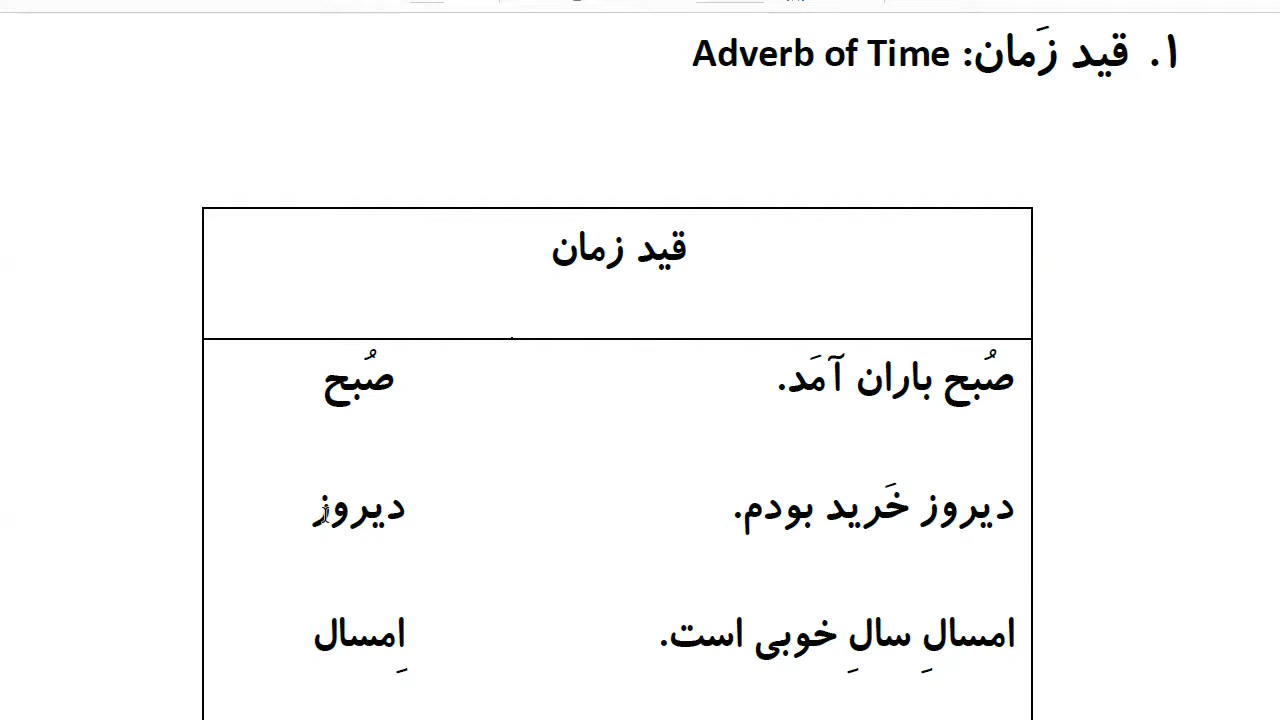 ۱. قید زَمان: Adverb of Time
قید زمان
صُبح باران آمَد. صُبح
دیروز خَرید بودم. دیروز
امسالِ سالِ خوبی است. اِمسال